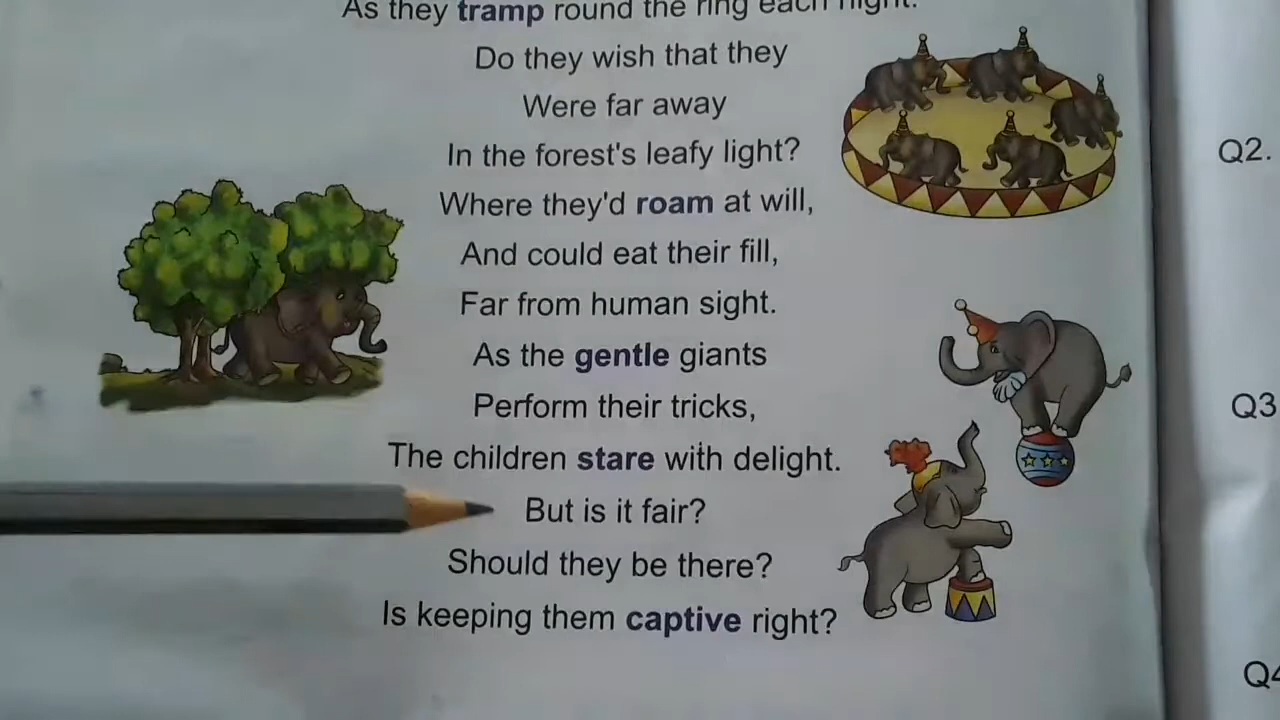 As they tramp round the ring each night.
Do they wish that they
Were far away
In the forest's leafy light?
Where they'd roam at will,
And could eat their fill,
Far from human sight.
As the gentle giants
Perform their tricks,
The children stare with delight.
But is it fair?
Should they be there?
Is keeping them captive right?
Q2.
Q3
Q4